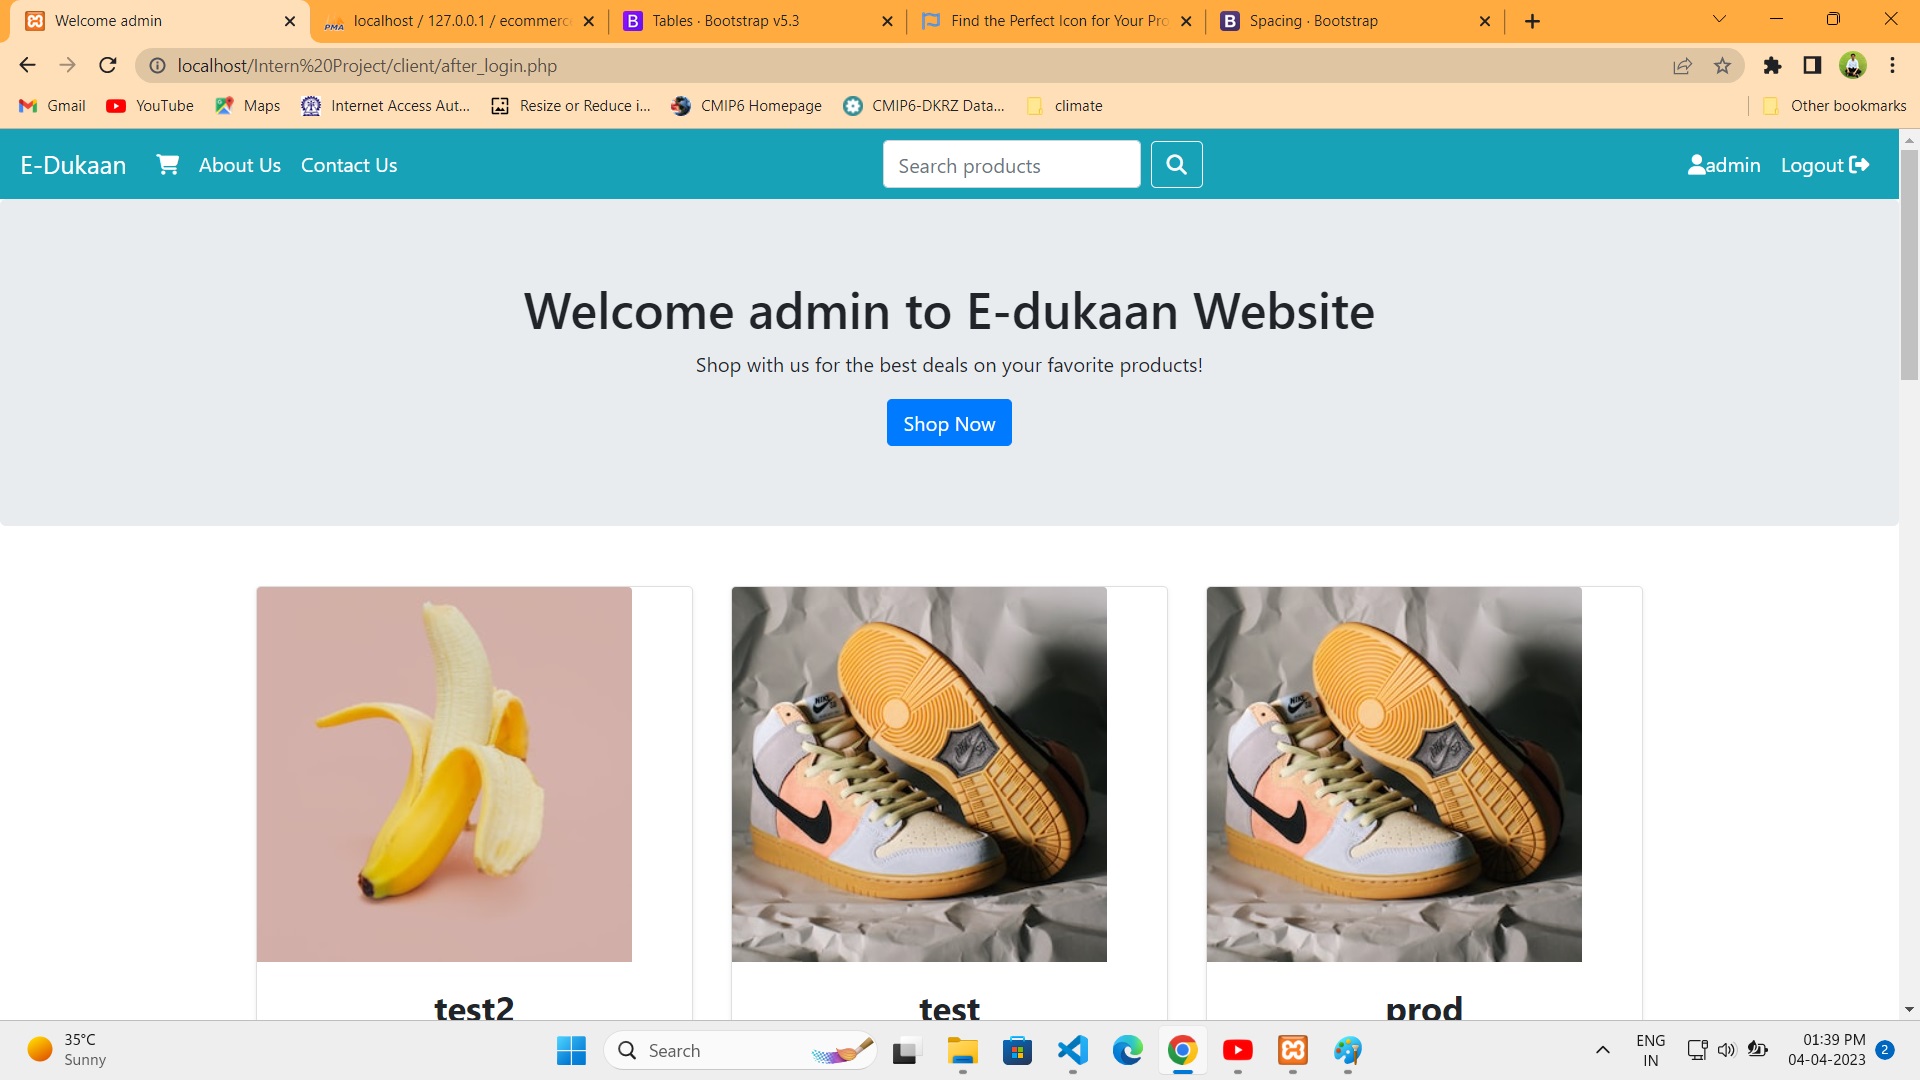 Welcome admin
localhost / 127.0.0.1 / ecommerc
Tables · Bootstrap v5.3
Find the Perfect Icon for Your Pro
Spacing · Bootstrap
localhost/Intern%20Project/client/after_login.php
Gmail
YouTube
Maps
Internet Access Aut...
Resize or Reduce i...
CMIP6 Homepage
CMIP6-DKRZ Data...
climate
Other bookmarks
E-Dukaan
About Us
Contact Us
Search products
admin
Logout
Welcome admin to E-dukaan Website
Shop with us for the best deals on your favorite products!
Shop Now
test2
test
prod
35°C
Sunny
Search
ENG
IN
01:39 PM
04-04-2023
2